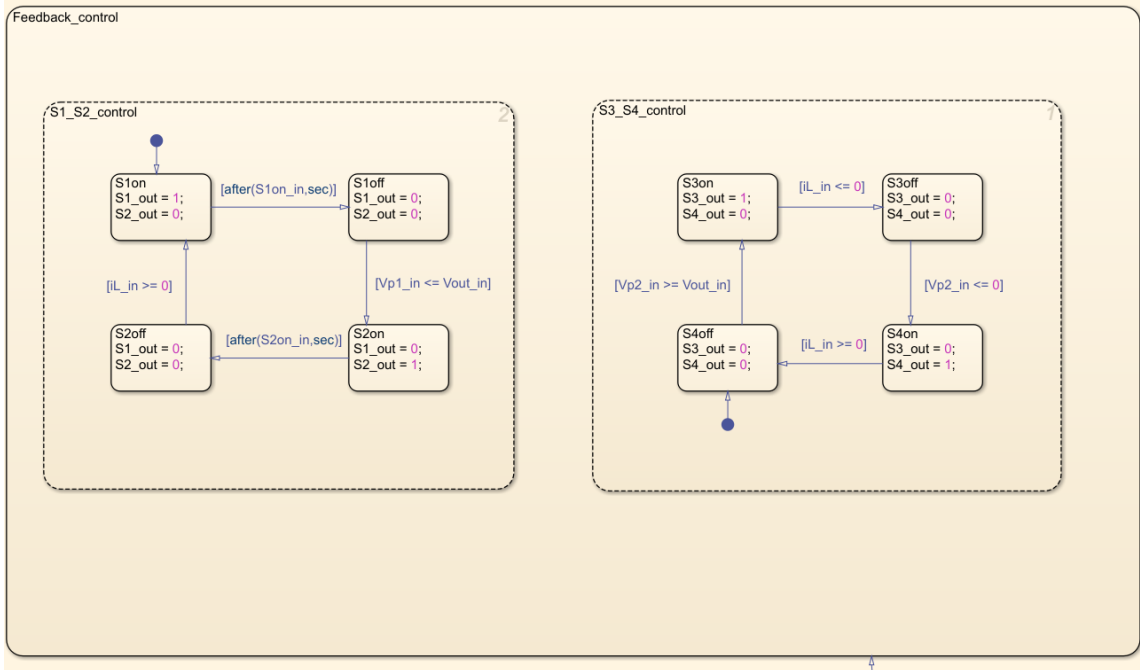 Feedback_control
S1_S2_control
2
S1on
S1_out = 1;
S2_out = 0;
[after(S1on_in,sec)]
S1off
S1_out = 0;
S2_out = 0;
[iL_in >= 0]
[Vp1_in <= Vout_in]
S2off
S1_out = 0;
S2_out = 0;
[after(S2on_in,sec)]
S2on
S1_out = 0;
S2_out = 1;
S3_S4_control
1
S3on
S3_out = 1;
S4_out = 0;
[iL_in <= 0]
S3off
S3_out = 0;
S4_out = 0;
[Vp2_in >= Vout_in]
[Vp2_in <= 0]
S4off
S3_out = 0;
S4_out = 0;
[iL_in >= 0]
S4on
S3_out = 0;
S4_out = 1;